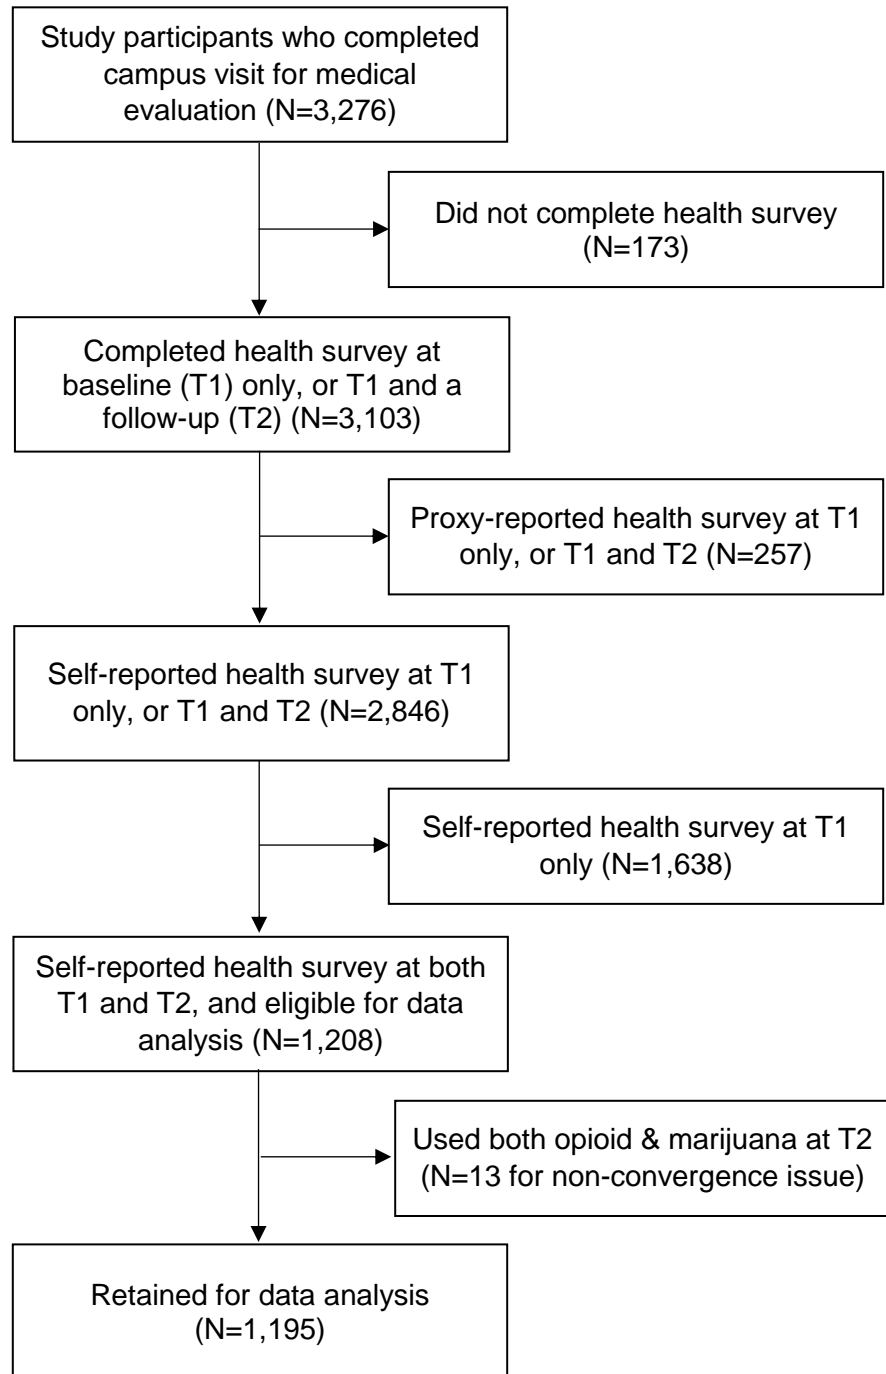 Study participants who completed
campus visit for medical
evaluation (N=3,276)
Did not complete health survey
(N=173)
Completed health survey at
baseline (T1) only, or T1 and a
follow-up (T2) (N=3,103)
Proxy-reported health survey at T1
only, or T1 and T2 (N=257)
Self-reported health survey at T1
only, or T1 and T2 (N=2,846)
Self-reported health survey at T1
only (N=1,638)
Self-reported health survey at both
T1 and T2, and eligible for data
analysis (N=1,208)
Used both opioid & marijuana at T2
(N=13 for non-convergence issue)
Retained for data analysis
(N=1,195)